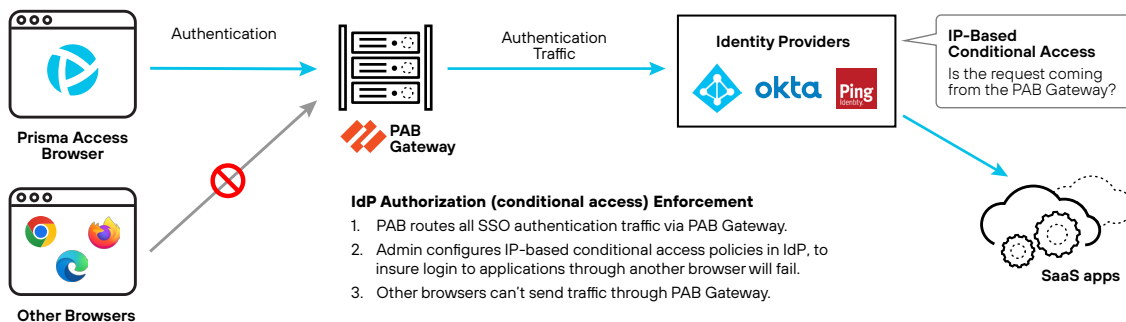 Authentication
Authentication
Traffic
Identity Providers
okta
Ping
Identity.
IP-Based
Conditional Access
Is the request coming
from the PAB Gateway?
Prisma Access
Browser
PAB
Gateway
IdP Authorization (conditional access) Enforcement
1. PAB routes all SSO authentication traffic via PAB Gateway.
2. Admin configures IP-based conditional access policies in IdP, to
insure login to applications through another browser will fail.
3. Other browsers can't send traffic through PAB Gateway.
SaaS apps
Other Browsers